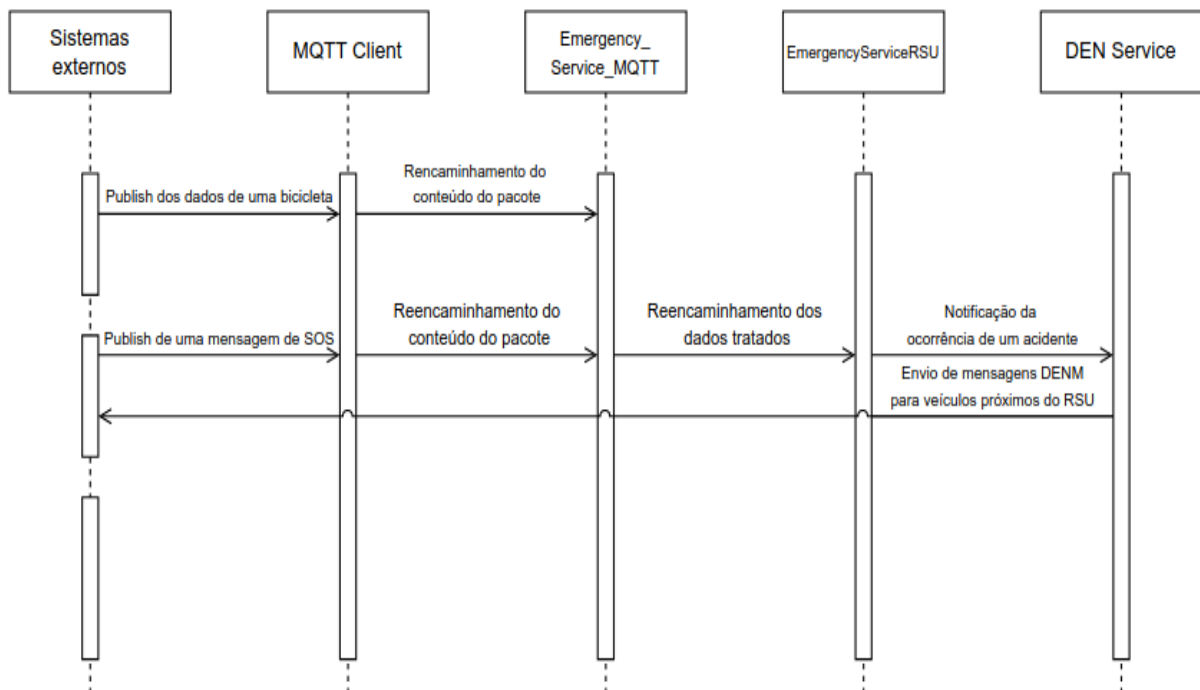 Sistemas
externos
MQTT Client
Emergency_
Service_MQTT
EmergencyServiceRSU
DEN Service
Publish dos dados de uma bicicleta
Rencaminhamento do
conteúdo do pacote
Publish de uma mensagem de SOS
Reencaminhamento do
conteúdo do pacote
Reencaminhamento dos
dados tratados
Notificação da
ocorrência de um acidente
Envio de mensagens DENM
para veículos próximos do RSU